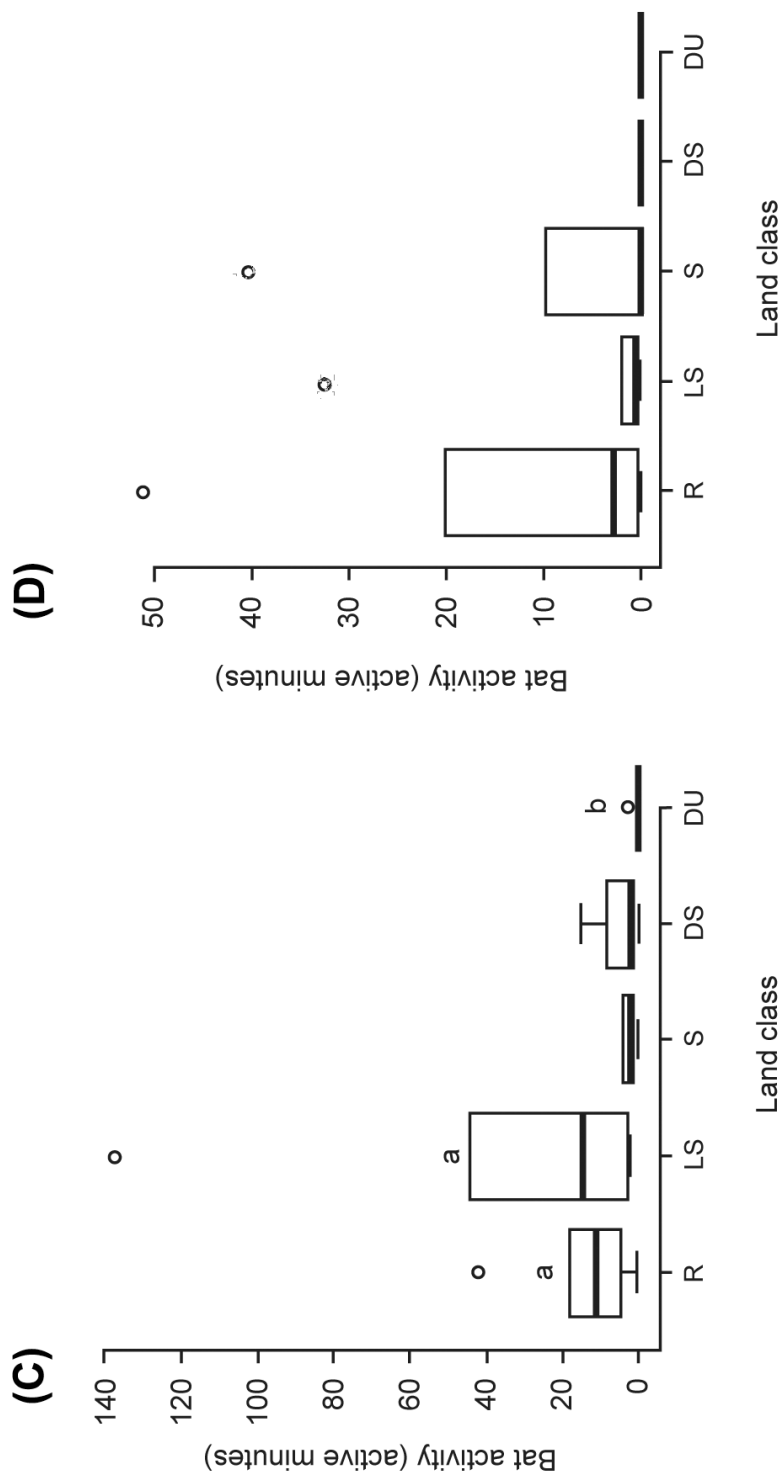 (C)
Bat activity (active minutes)
140
120
100
80
60
40
20
0
a
a
b
R LS S DS DU
Land class
(D)
Bat activity (active minutes)
50
40
30
20
10
0
R LS S DS DU
Land class